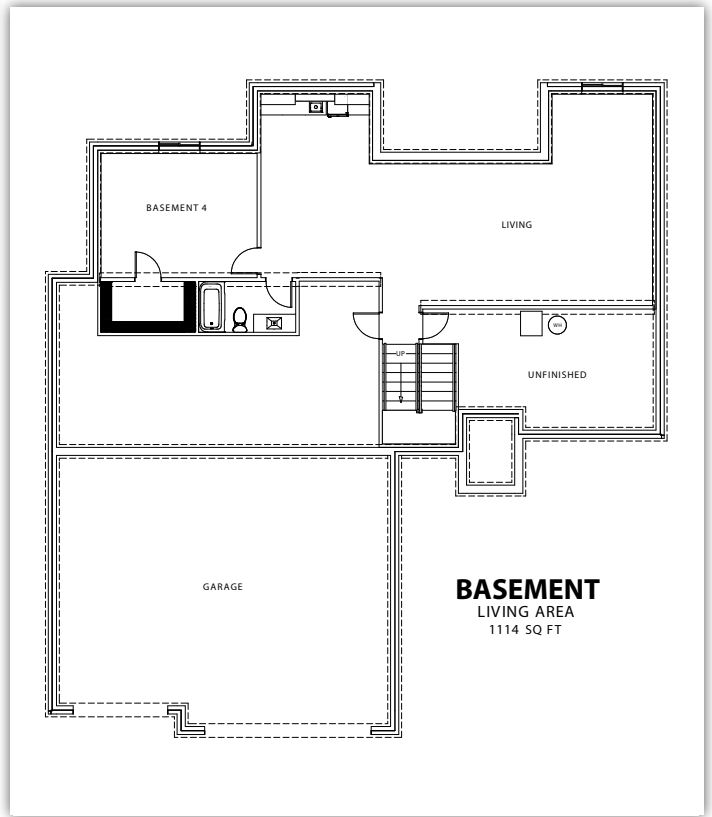 BASEMENT 4
LIVING
WH
UP
UNFINISHED
GARAGE
BASEMENT
LIVING AREA
1114 SQ FT